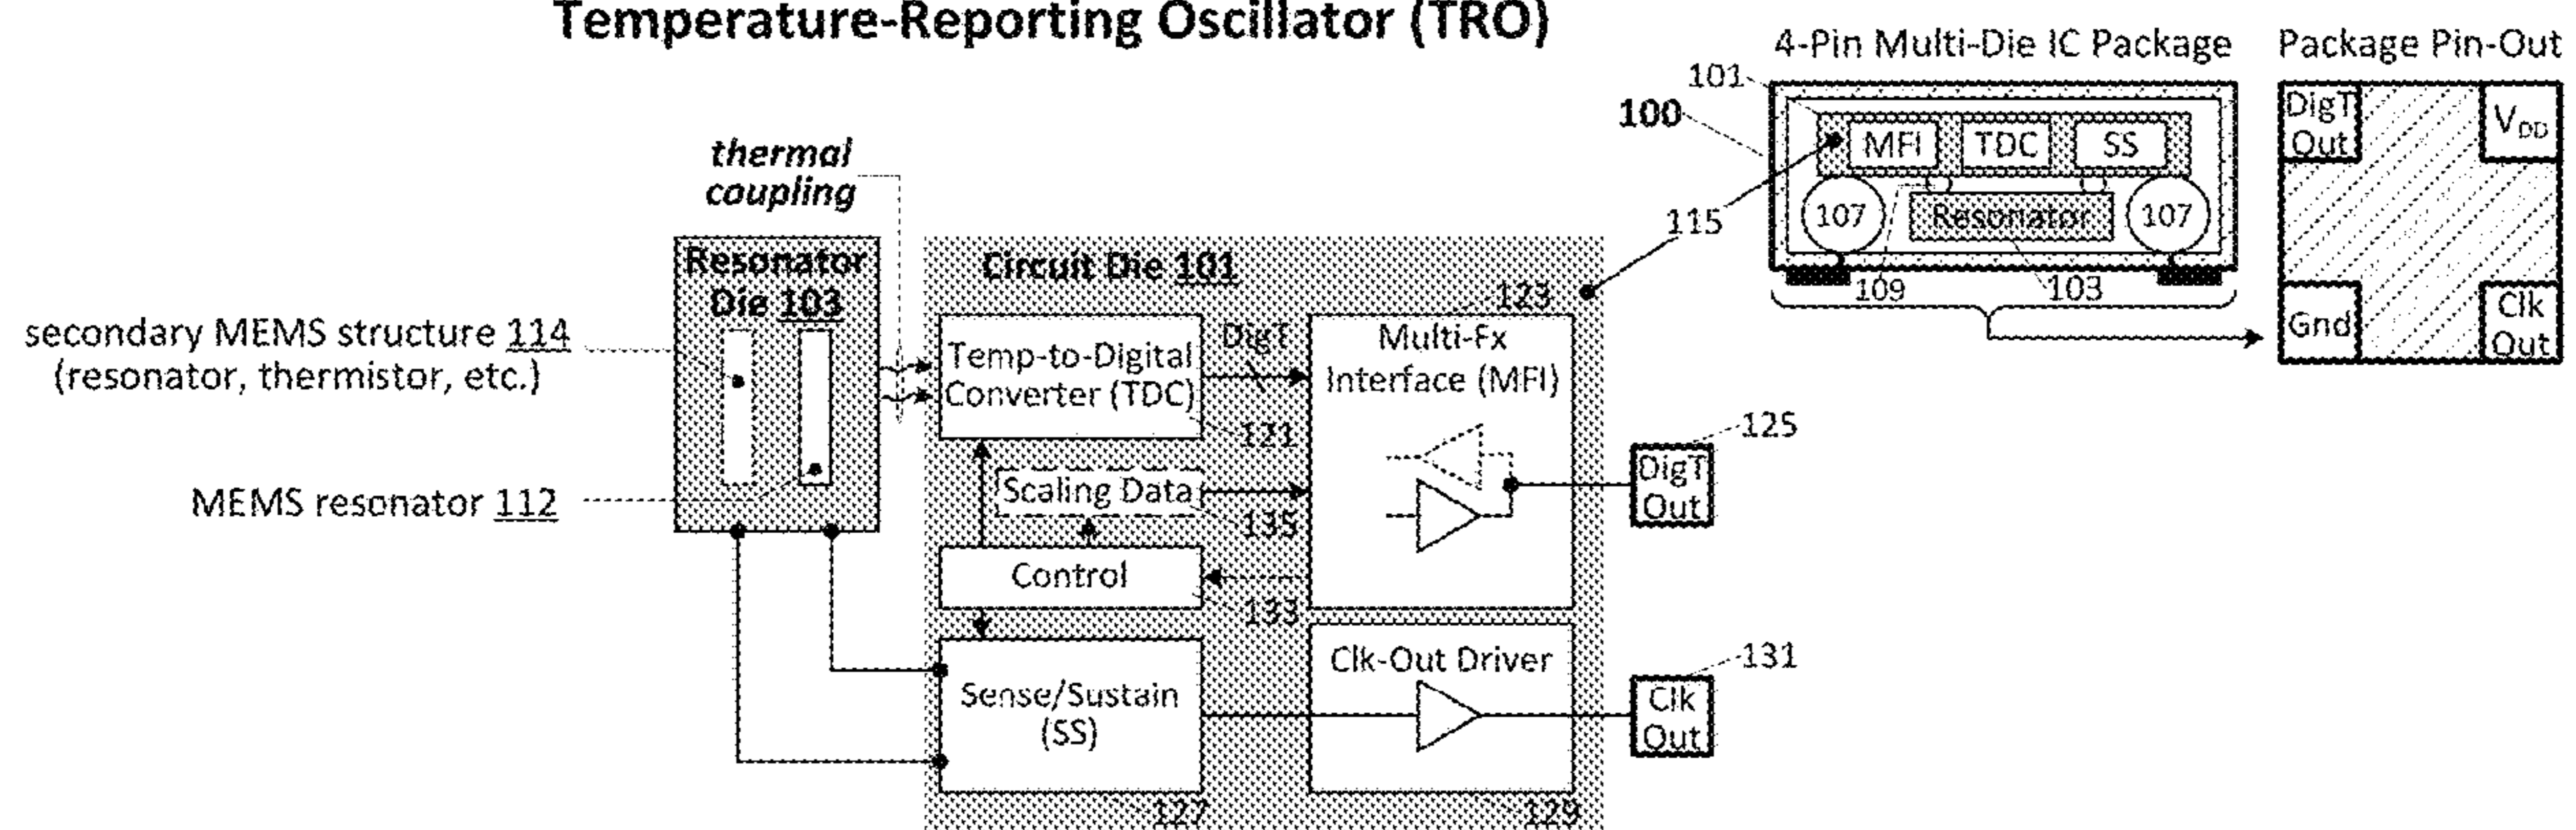 Temperature-Reporting Oscillator (TRO)
4-Pin Multi-Die IC Package
Package Pin-Out
101
100
MFI
TDC
SS
107
Resonator
107
109
103
115
DigT
Out
VDD
Gnd
Clk
Out
thermal
coupling
Resonator
Die 103
secondary MEMS structure 114
(resonator, thermistor, etc.)
MEMS resonator 112
Circuit Die 101
123
Temp-to-Digital
Converter (TDC)
121
DigT
Multi-Fx
Interface (MFI)
Scaling Data
135
Control
133
Sense/Sustain
(SS)
127
Clk-Out Driver
129
125
DigT
Out
131
Clk
Out